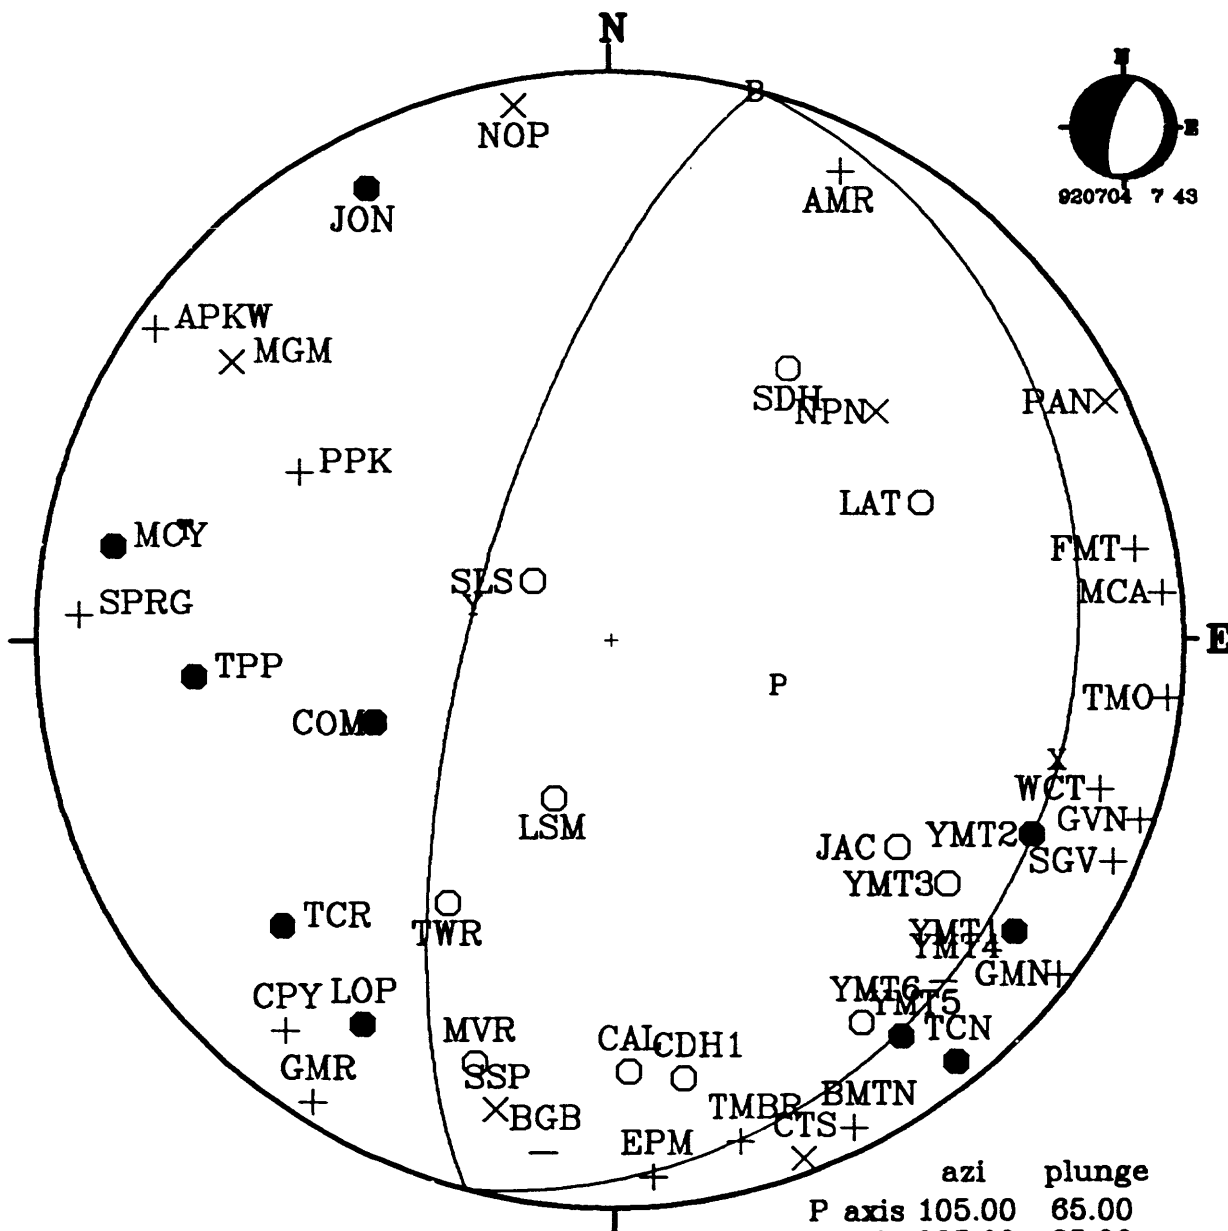 N
N
NOP
E
AMR
920704 7 43
JON
APKW
MGM
SDH
NPN
PAN
PPK
LAT
MCY
T
FMT
SLS
MCA
SPRG
Y
E
TPP
P
TMO
COM
X
WCT
LSM
GVN
YMT2
JAC
SGV
YMT3
TCR
TWR
YMT1
YMT4
GMN
CPY
LOP
YMT6
YMT5
MVR
TCN
CAL
CDH1
GMR
SSP
BMTN
TMBR
BGB
CTS
EPM
B
azi plunge
P axis 105.00 65.00